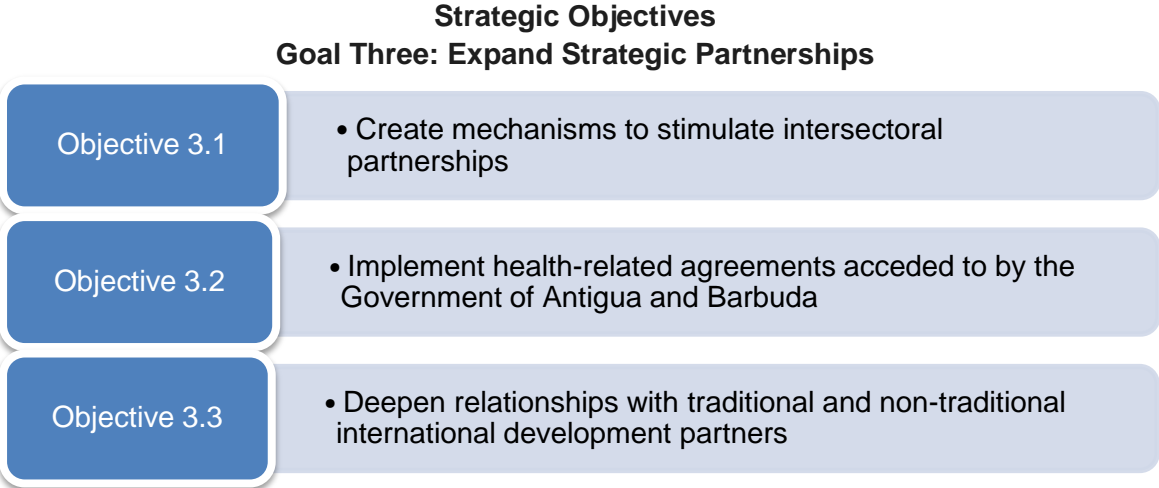 Strategic Objectives
Goal Three: Expand Strategic Partnerships
Objective 3.1
• Create mechanisms to stimulate intersectoral
partnerships
Objective 3.2
• Implement health-related agreements acceded to by the
Government of Antigua and Barbuda
Objective 3.3
• Deepen relationships with traditional and non-traditional
international development partners